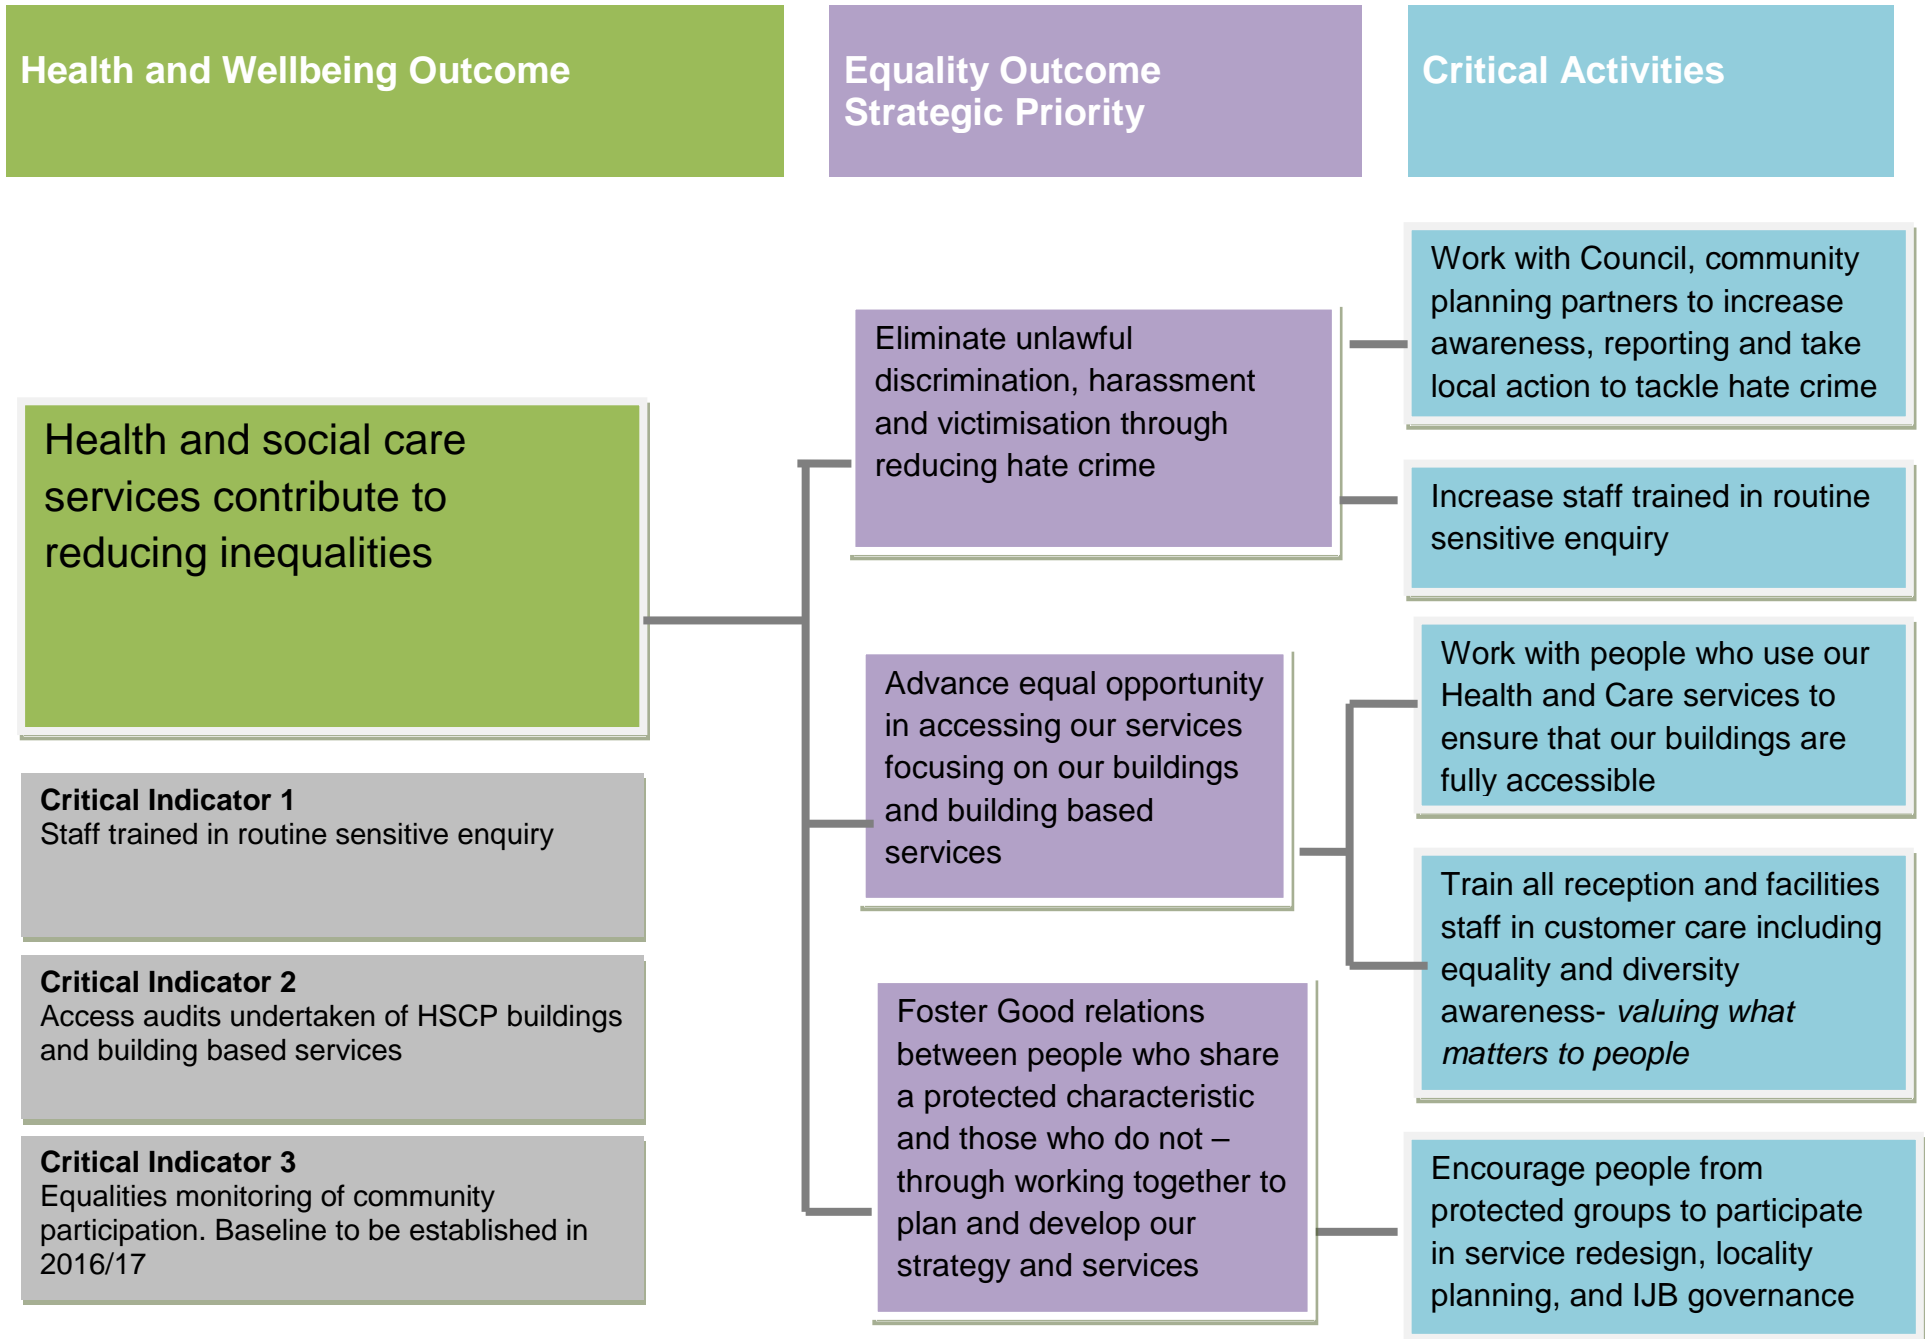 Health and Wellbeing Outcome
Equality Outcome
Strategic Priority
Critical Activities
Health and social care
services contribute to
reducing inequalities
Critical Indicator 1
Staff trained in routine sensitive enquiry
Critical Indicator 2
Access audits undertaken of HSCP buildings
and building based services
Critical Indicator 3
Equalities monitoring of community
participation. Baseline to be established in
2016/17
Eliminate unlawful
discrimination, harassment
and victimisation through
reducing hate crime
Advance equal opportunity
in accessing our services
focusing on our buildings
and building based
services
Foster Good relations
between people who share
a protected characteristic
and those who do not –
through working together to
plan and develop our
strategy and services
Work with Council, community
planning partners to increase
awareness, reporting and take
local action to tackle hate crime
Increase staff trained in routine
sensitive enquiry
Work with people who use our
Health and Care services to
ensure that our buildings are
fully accessible
Train all reception and facilities
staff in customer care including
equality and diversity
awareness- valuing what
matters to people
Encourage people from
protected groups to participate
in service redesign, locality
planning, and IJB governance